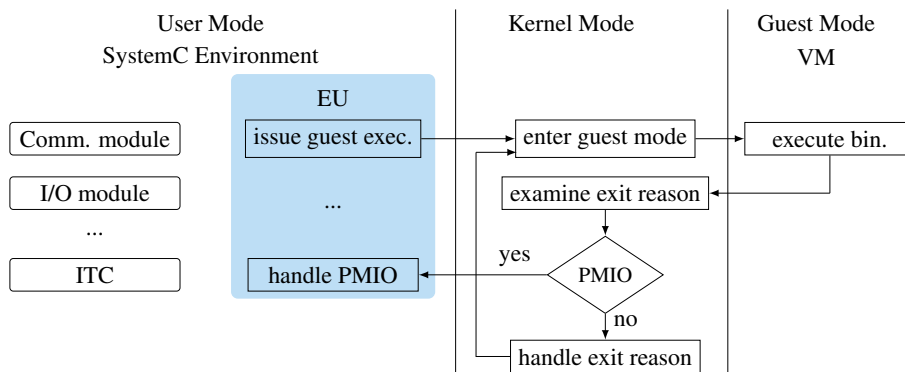 User Mode
SystemC Environment
Kernel Mode
Guest Mode
VM
EU
Comm. module
issue guest exec.
enter guest mode
execute bin.
I/O module
...
examine exit reason
...
ITC
handle PMIO
yes
PMIO
no
handle exit reason